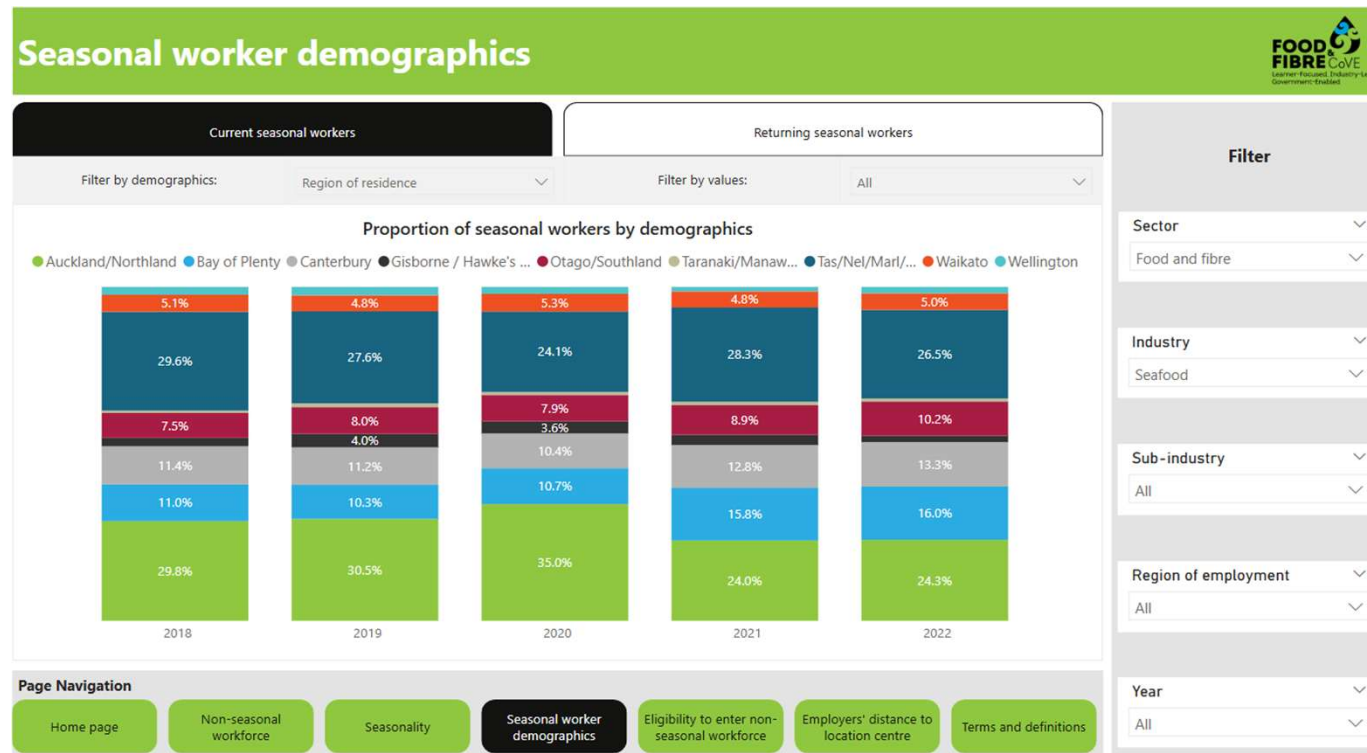 Seasonal worker demographics
FOOD &
FIBRE CoVE
Learner-Focused, Industry-Le
Government-Enabled
Current seasonal workers
Returning seasonal workers
Filter by demographics:
Region of residence
Filter by values:
All
Proportion of seasonal workers by demographics
Auckland/Northland Bay of Plenty Canterbury Gisborne / Hawke's ... Otago/Southland Taranaki/Manaw... Tas/Nel/Marl/... Waikato Wellington
5.1%
29.6%
7.5%
11.4%
11.0%
29.8%
2018
4.8%
27.6%
8.0%
4.0%
11.2%
10.3%
30.5%
2019
5.3%
24.1%
7.9%
3.6%
10.4%
10.7%
35.0%
2020
4.8%
28.3%
8.9%
12.8%
15.8%
24.0%
2021
5.0%
26.5%
10.2%
13.3%
16.0%
24.3%
2022
Filter
Sector
Food and fibre
Industry
Seafood
Sub-industry
All
Region of employment
All
Year
All
Page Navigation
Home page
Non-seasonal
workforce
Seasonality
Seasonal worker
demographics
Eligibility to enter non-
seasonal workforce
Employers' distance to
location centre
Terms and definitions